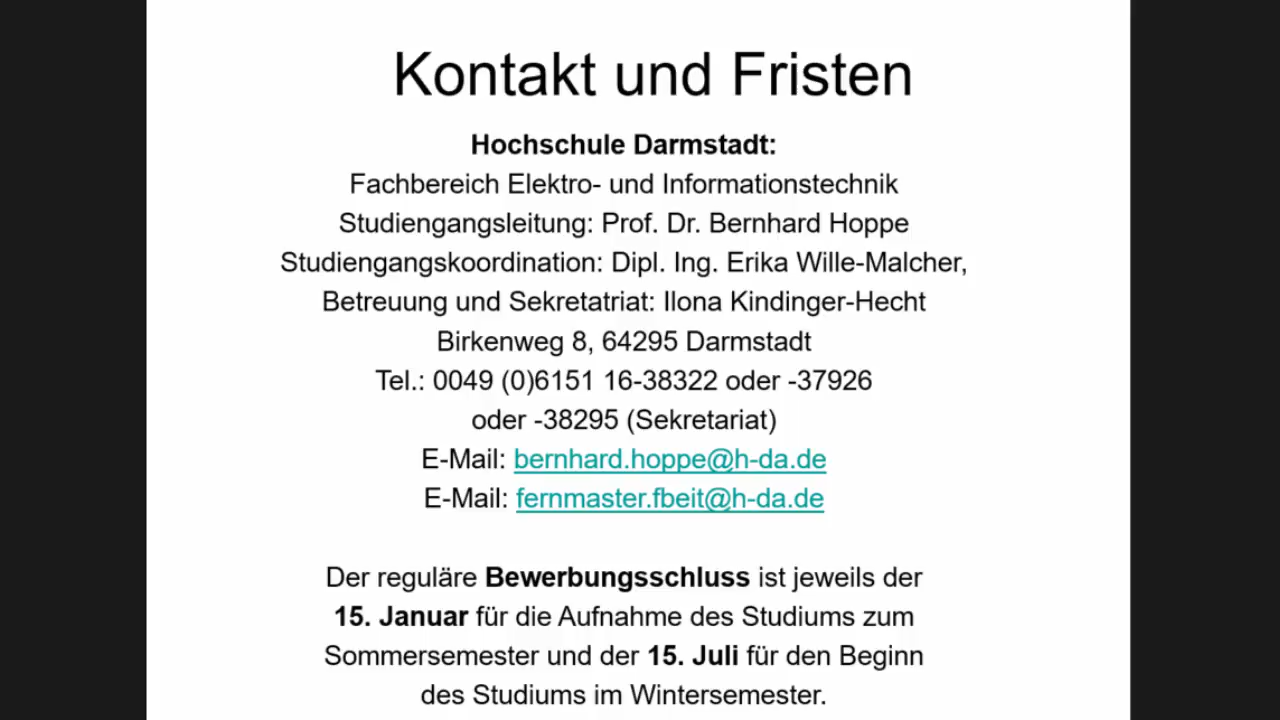 Kontakt und Fristen
Hochschule Darmstadt:
Fachbereich Elektro- und Informationstechnik
Studiengangsleitung: Prof. Dr. Bernhard Hoppe
Studiengangskoordination: Dipl. Ing. Erika Wille-Malcher,
Betreuung und Sekretatriat: Ilona Kindinger-Hecht
Birkenweg 8, 64295 Darmstadt
Tel.: 0049 (0)6151 16-38322 oder -37926
oder -38295 (Sekretariat)
E-Mail: bernhard.hoppe@h-da.de
E-Mail: fernmaster.fbeit@h-da.de
Der reguläre Bewerbungsschluss ist jeweils der
15. Januar für die Aufnahme des Studiums zum
Sommersemester und der 15. Juli für den Beginn
des Studiums im Wintersemester.